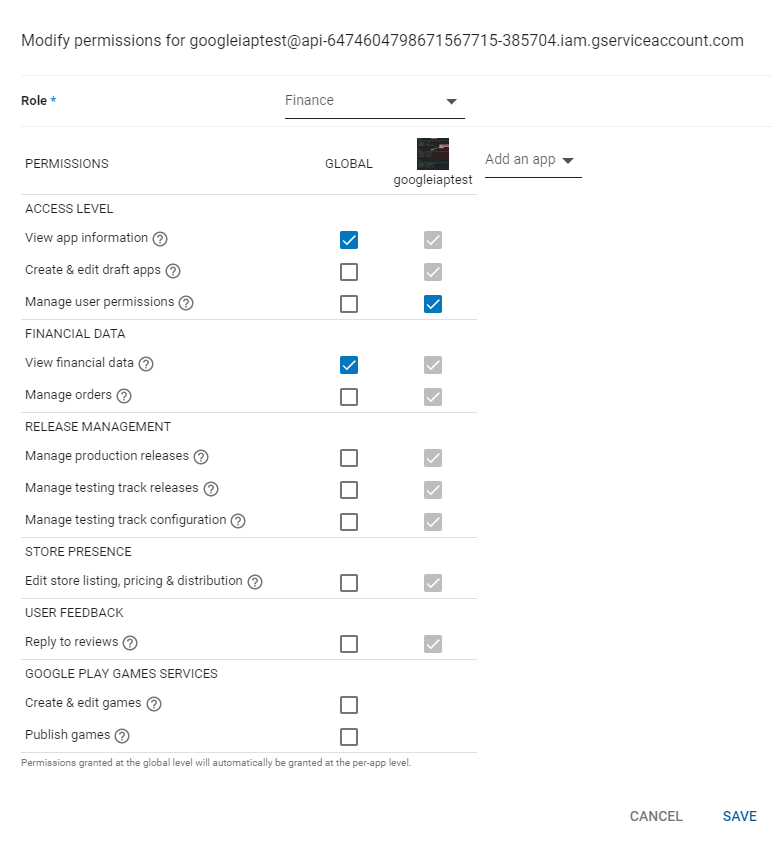 Modify permissions for googleiaptest@api-6474604798671567715-385704.iam.gserviceaccount.com
Role * Finance
PERMISSIONS GLOBAL googleiaptest Add an app
ACCESS LEVEL
View app information
Create & edit draft apps
Manage user permissions
FINANCIAL DATA
View financial data
Manage orders
RELEASE MANAGEMENT
Manage production releases
Manage testing track releases
Manage testing track configuration
STORE PRESENCE
Edit store listing, pricing & distribution
USER FEEDBACK
Reply to reviews
GOOGLE PLAY GAMES SERVICES
Create & edit games
Publish games
Permissions granted at the global level will automatically be granted at the per-app level.
CANCEL SAVE